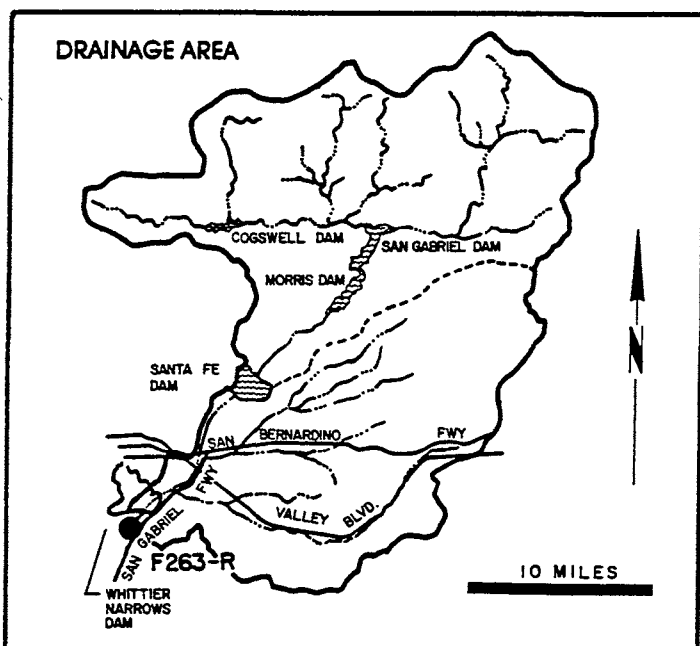 DRAINAGE AREA
COGSWELL DAM
SAN GABRIEL DAM
MORRIS DAM
SANTA FE
DAM
SAN BERNARDINO FWY
SAN GABRIEL FWY
VALLEY BLVD.
F263-R
WHITTIER
NARROWS
DAM
N
10 MILES